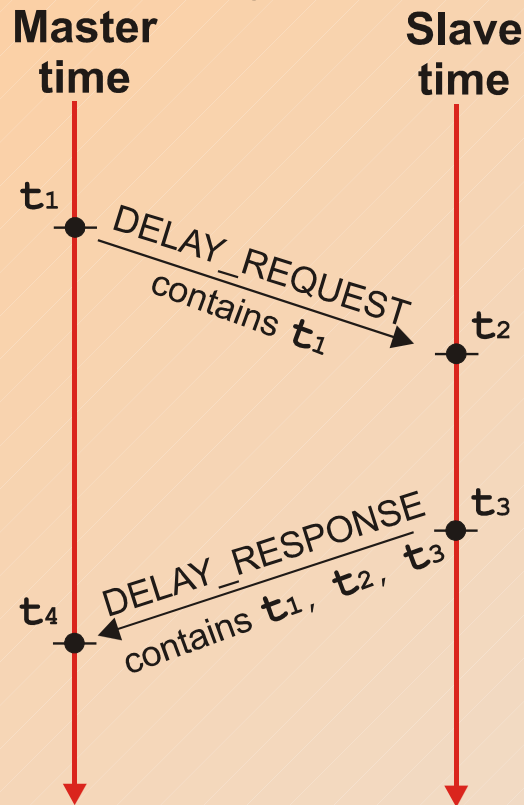 Master
time
Slave
time
t1
DELAY_REQUEST
contains t1
t2
t3
DELAY_RESPONSE
contains t1, t2, t3
t4